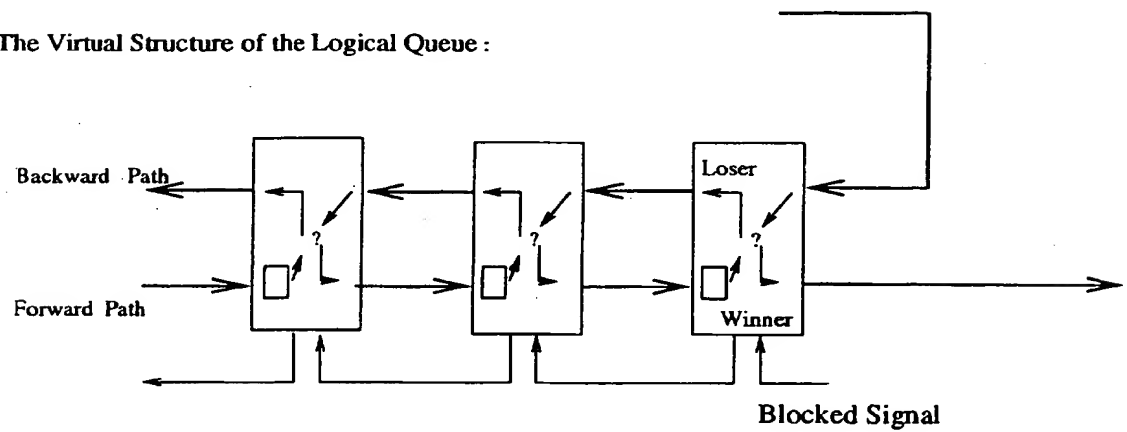 The Virtual Structure of the Logical Queue :
Backward Path
Loser
?
?
?
Forward Path
Winner
Blocked Signal